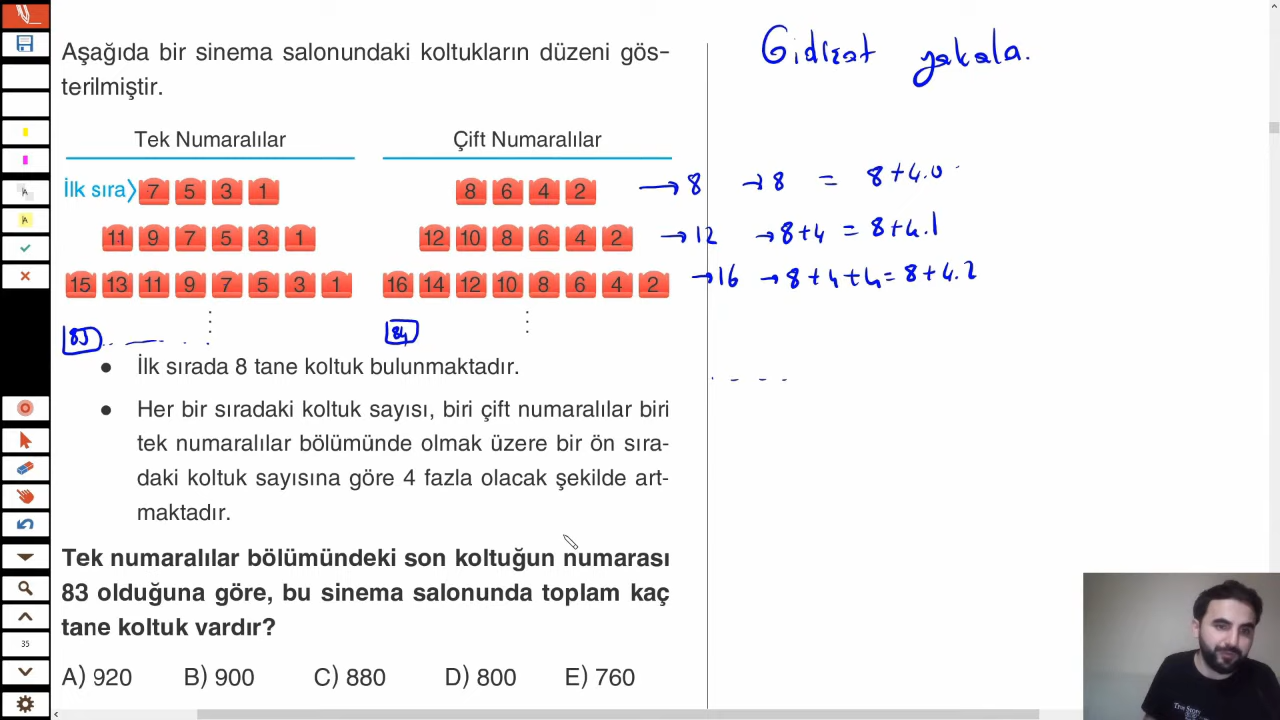 Aşağıda bir sinema salonundaki koltukların düzeni gös-
terilmiştir.
Gidişat yakala.
Tek Numaralılar Çift Numaralılar
İlk sıra 7 5 3 1 8 6 4 2 → 8 → 8 = 8+4.0
11 9 7 5 3 1 12 10 8 6 4 2 → 12 → 8+4 = 8+4.1
15 13 11 9 7 5 3 1 16 14 12 10 8 6 4 2 → 16 → 8+4+4 = 8+4.2
83 84
• İlk sırada 8 tane koltuk bulunmaktadır.
• Her bir sıradaki koltuk sayısı, biri çift numaralılar biri
tek numaralılar bölümünde olmak üzere bir ön sıra-
daki koltuk sayısına göre 4 fazla olacak şekilde art-
maktadır.
Tek numaralılar bölümündeki son koltuğun numarası
83 olduğuna göre, bu sinema salonunda toplam kaç
tane koltuk vardır?
A) 920 B) 900 C) 880 D) 800 E) 760
35